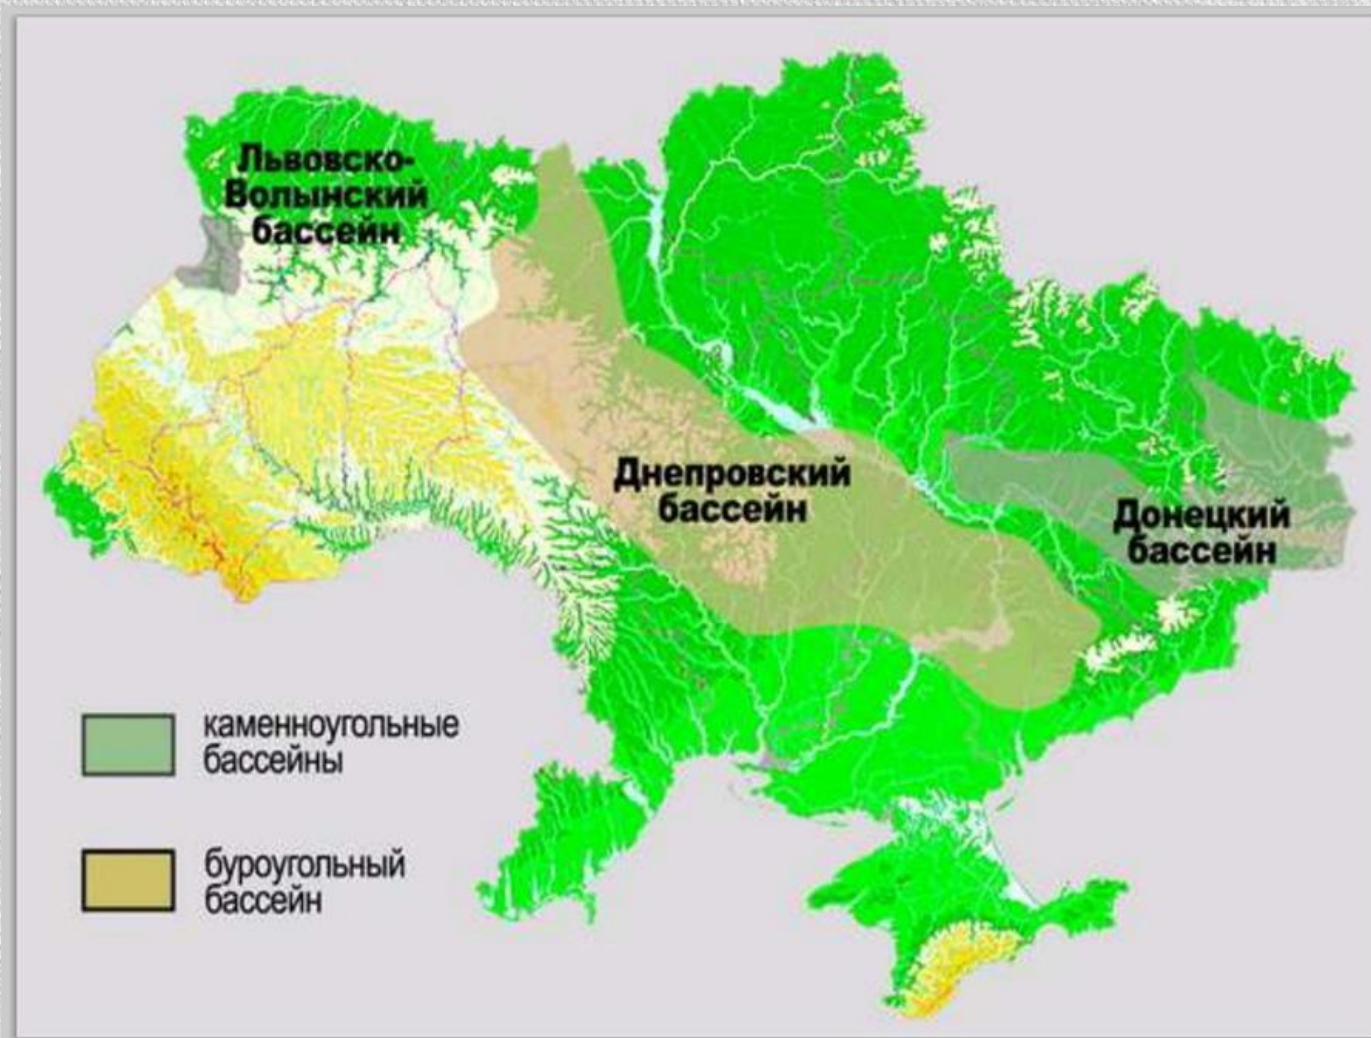 Львовско-
Волынский
бассейн
Днепровский
бассейн
Донецкий
бассейн
каменноугольные
бассейны
буроугольный
бассейн